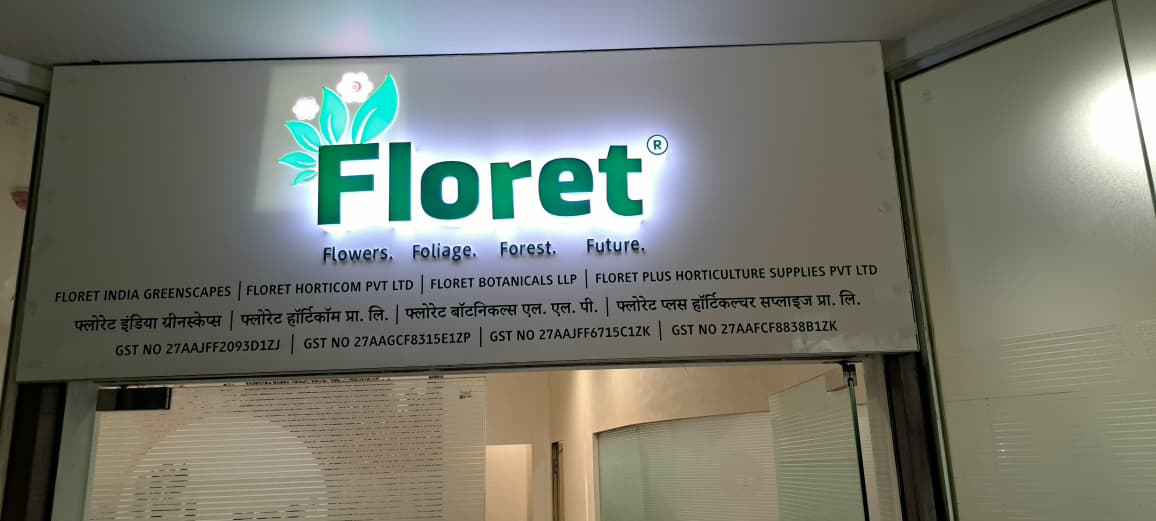 Floret®
Flowers. Foliage. Forest. Future.
FLORET INDIA GREENSCAPES | FLORET HORTICOM PVT LTD | FLORET BOTANICALS LLP | FLORET PLUS HORTICULTURE SUPPLIES PVT LTD
फ्लोरेट इंडिया ग्रीनस्केप्स | फ्लोरेट हॉर्टिकॉम प्रा. लि. | फ्लोरेट बॉटनिकल्स एल. एल. पी. | फ्लोरेट प्लस हॉर्टिकल्चर सप्लाइज प्रा. लि.
GST NO 27AAJFF2093D1ZJ | GST NO 27AAGCF8315E1ZP | GST NO 27AAJFF6715C1ZK | GST NO 27AAFCF8838B1ZK